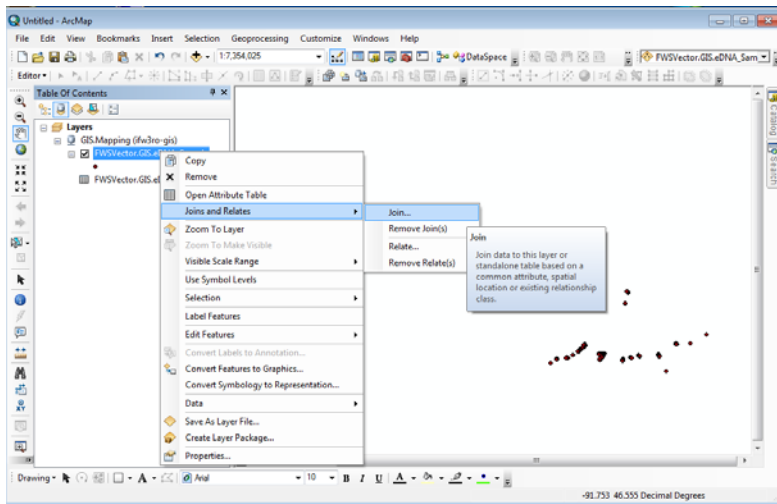 Untitled - ArcMap
File Edit View Bookmarks Insert Selection Geoprocessing Customize Windows Help
1:7,354,025 DataSpace FWSVector.GIS.eDNA_Sam
Editor
Table Of Contents
Layers
GIS.Mapping (ifw3ro-gis)
FWSVector.GIS.
FWSVector.GIS.e
Copy
Remove
Open Attribute Table
Joins and Relates
Zoom To Layer
Zoom To Make Visible
Visible Scale Range
Use Symbol Levels
Selection
Label Features
Edit Features
Convert Labels to Annotation...
Convert Features to Graphics...
Convert Symbology to Representation...
Data
Save As Layer File...
Create Layer Package...
Properties...
Join...
Remove Join(s)
Relate...
Remove Relate(s)
Join
Join data to this layer or
standalone table based on a
common attribute, spatial
location or existing relationship
class.
Catalog
Search
Drawing A Arial 10 B I U A
-91.753 46.555 Decimal Degrees